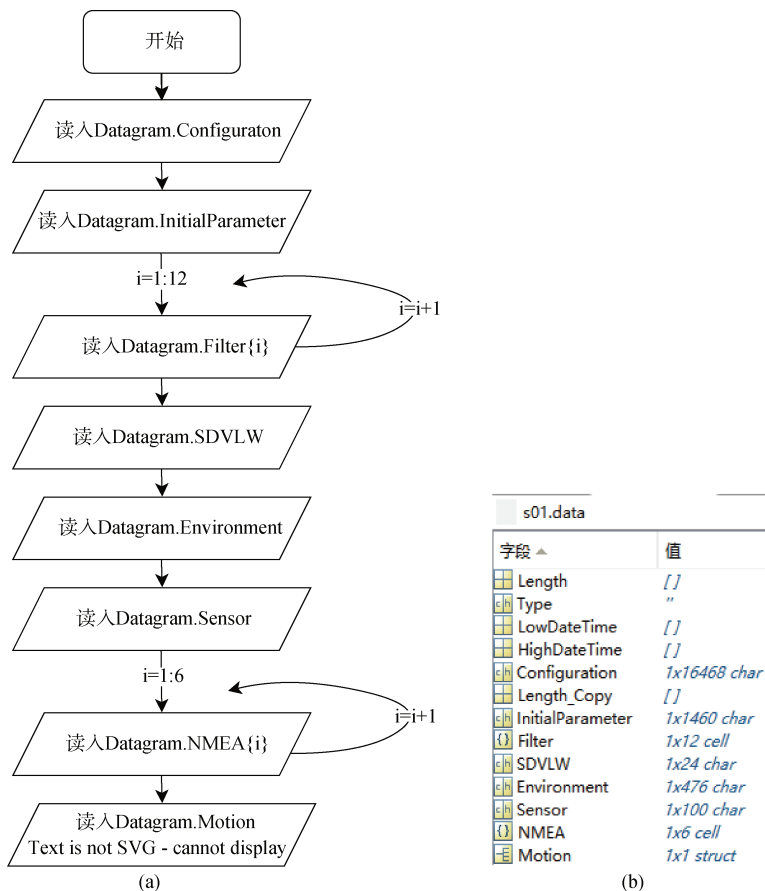 开始
读入Datagram.Configuraton
读入Datagram.InitialParameter
i=1:12
i=i+1
读入Datagram.Filter{i}
读入Datagram.SDVLW
读入Datagram.Environment
读入Datagram.Sensor
i=1:6
i=i+1
读入Datagram.NMEA{i}
读入Datagram.Motion
Text is not SVG - cannot display
(a)
s01.data
字段 值
Length []
ch Type ''
LowDateTime []
HighDateTime []
ch Configuration 1x16468 char
Length_Copy []
ch InitialParameter 1x1460 char
{} Filter 1x12 cell
ch SDVLW 1x24 char
ch Environment 1x476 char
ch Sensor 1x100 char
{} NMEA 1x6 cell
Motion 1x1 struct
(b)